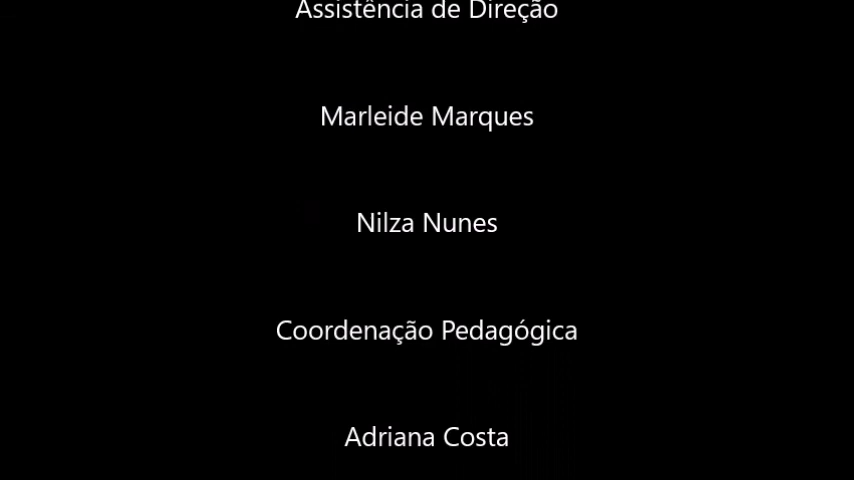 Assistência de Direção
Marleide Marques
Nilza Nunes
Coordenação Pedagógica
Adriana Costa